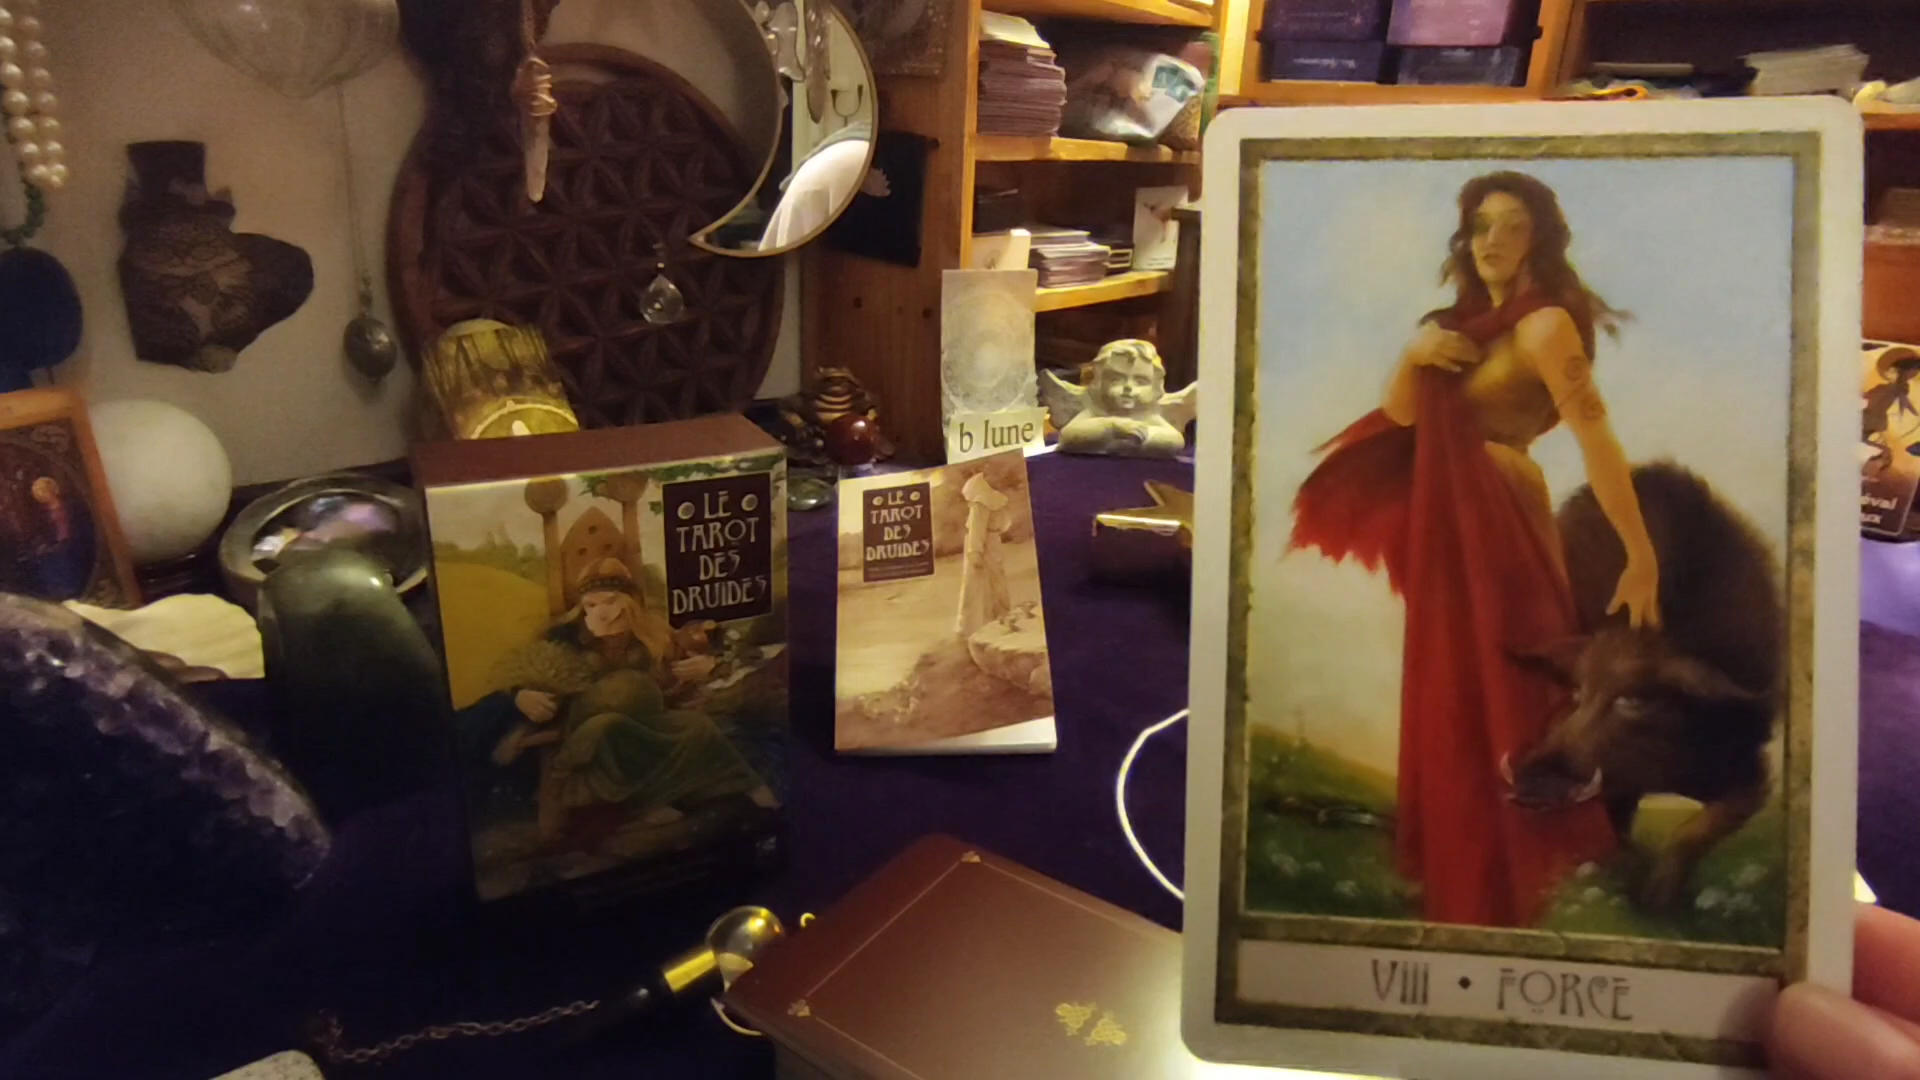 b lune
LE
TAROT
DES
DRUIDES
LE
TAROT
DES
DRUIDES
VIII • FORCE